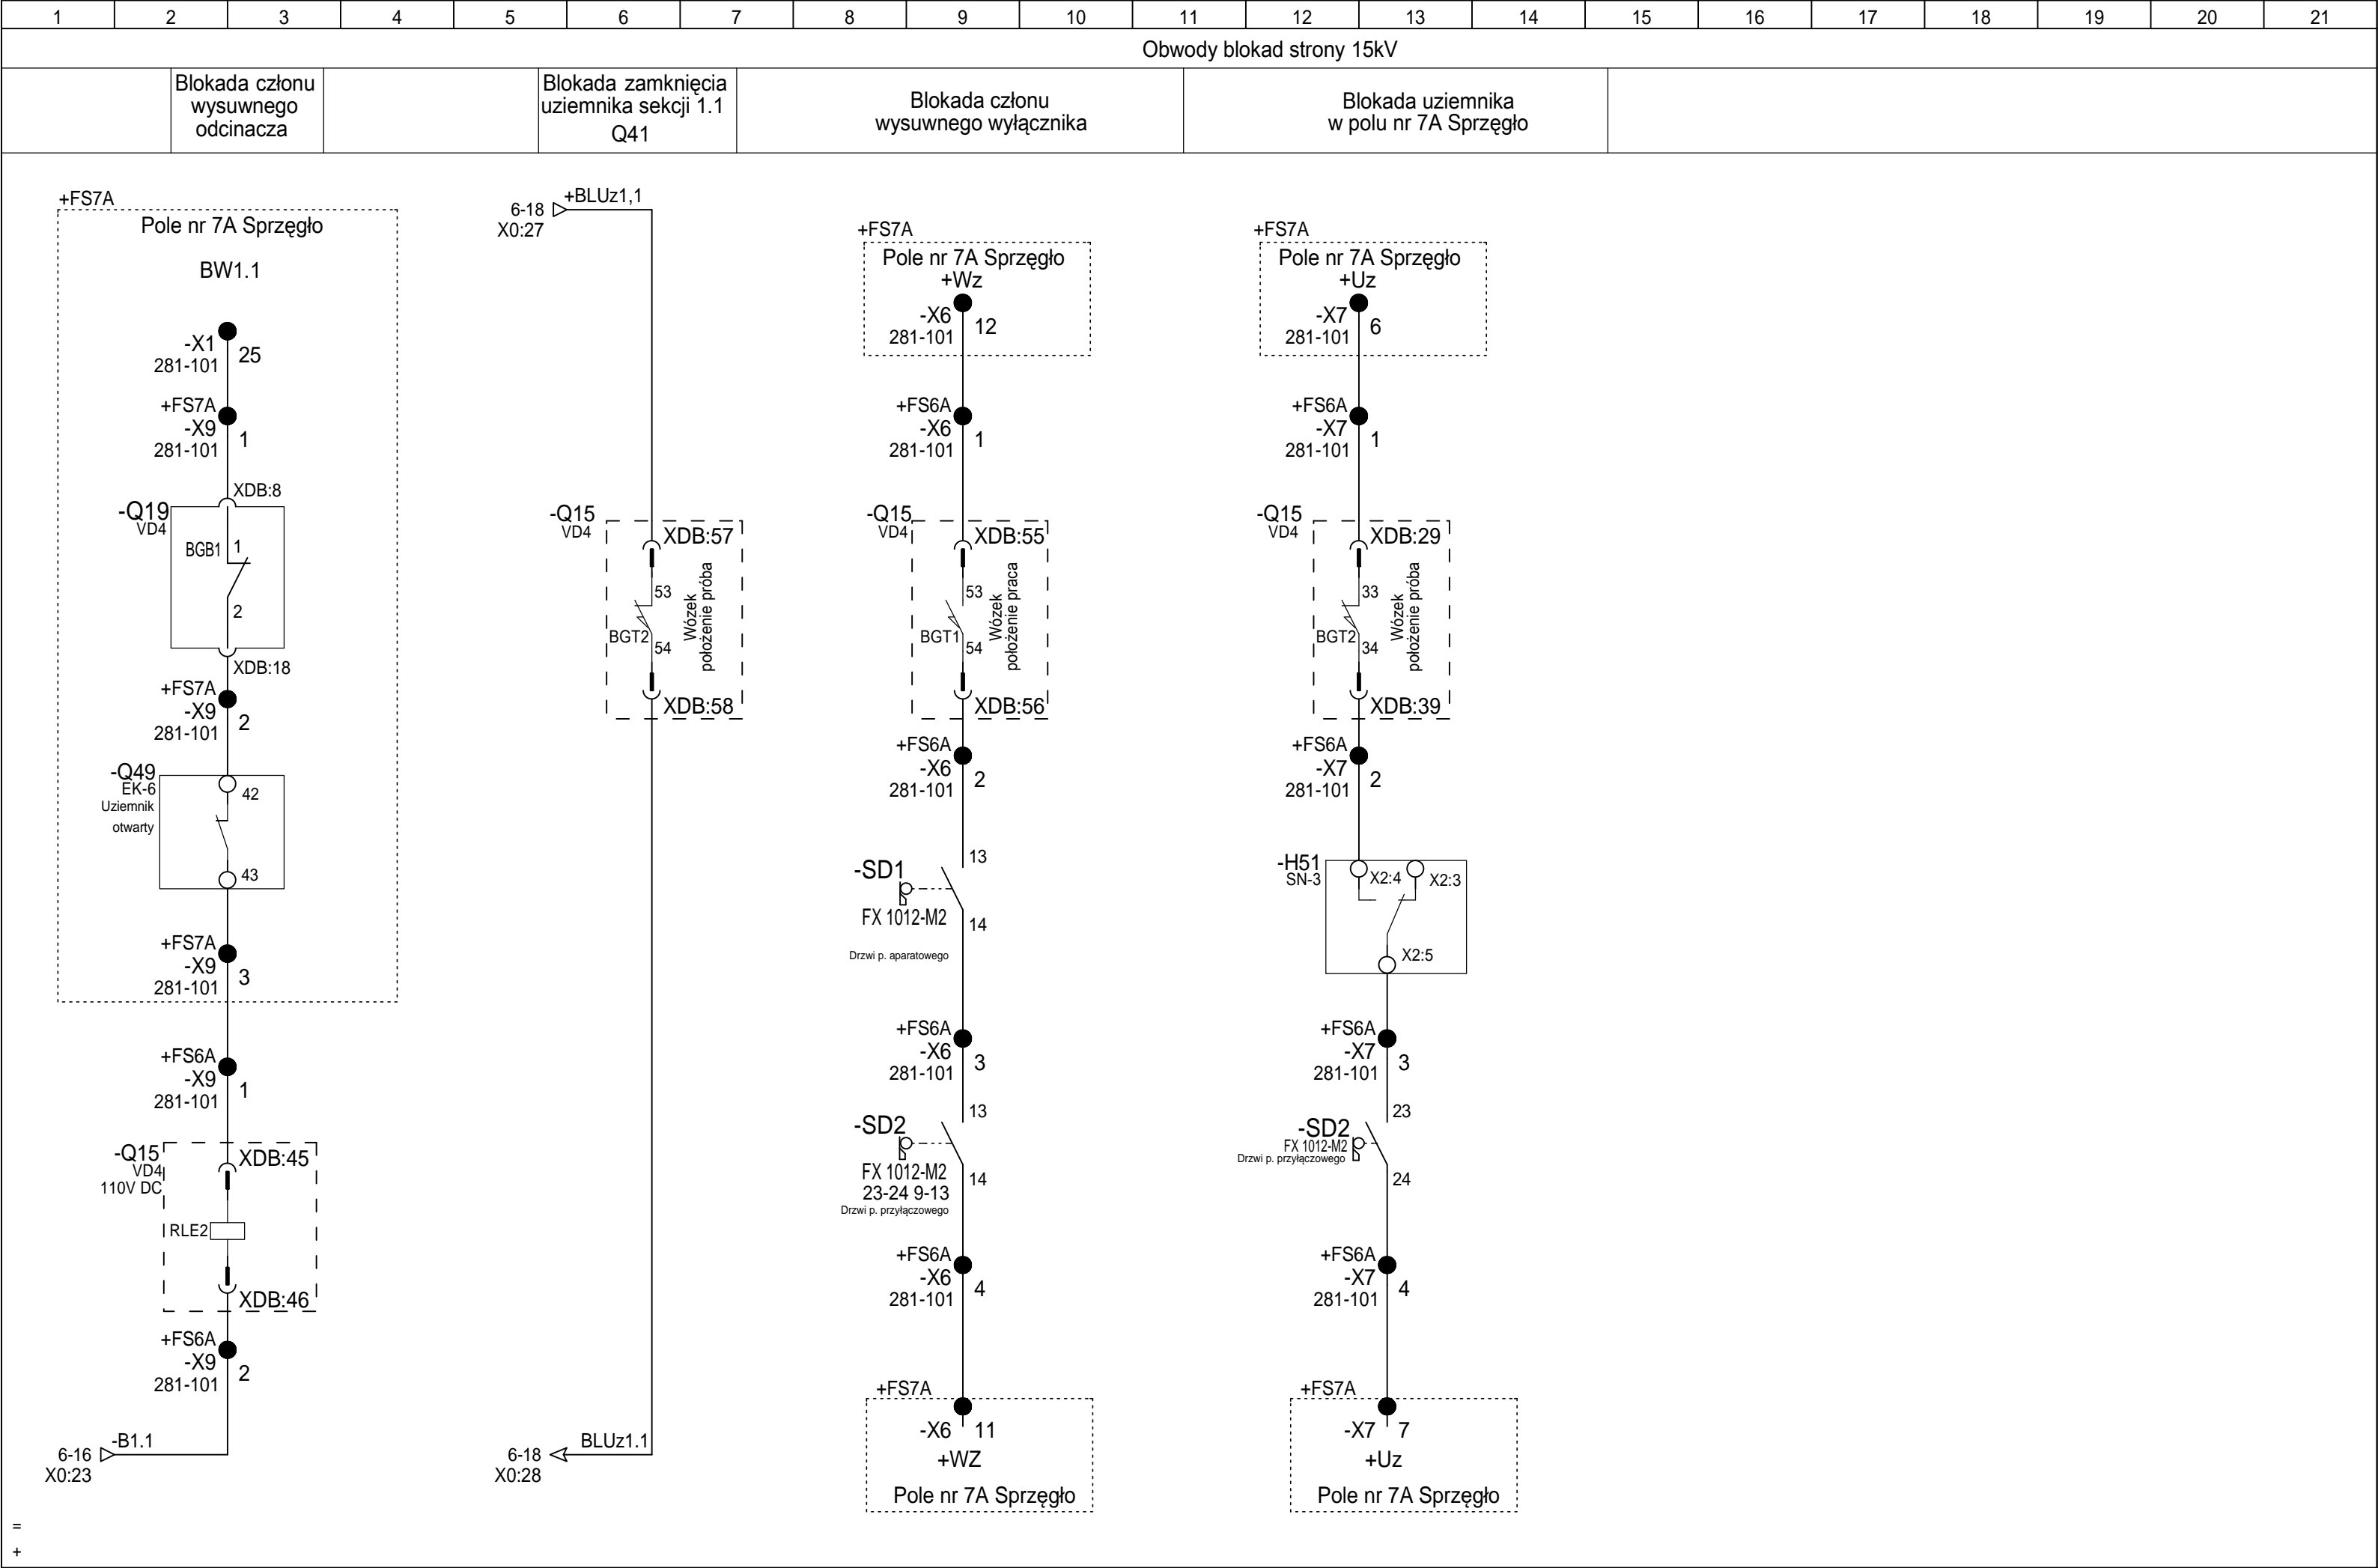 1 2 3 4 5 6 7 8 9 10 11 12 13 14 15 16 17 18 19 20 21
Obwody blokad strony 15kV
Blokada członu
wysuwnego
odcinacza
Blokada zamknięcia
uziemnika sekcji 1.1
Q41
Blokada członu
wysuwnego wyłącznika
Blokada uziemnika
w polu nr 7A Sprzęgło
+FS7A
Pole nr 7A Sprzęgło
BW1.1
-X1
281-101
25
+FS7A
-X9
281-101
1
XDB:8
-Q19
VD4
BGB1
1
2
XDB:18
+FS7A
-X9
281-101
2
-Q49
EK-6
Uziemnik
otwarty
42
43
+FS7A
-X9
281-101
3
+FS6A
-X9
281-101
1
-Q15
VD4
110V DC
XDB:45
RLE2
XDB:46
+FS6A
-X9
281-101
2
-B1.1
6-16
X0:23
+BLUz1,1
6-18
X0:27
-Q15
VD4
XDB:57
53
BGT2
54
Wózek
położenie próba
XDB:58
BLUz1.1
6-18
X0:28
+FS7A
Pole nr 7A Sprzęgło
+Wz
-X6
281-101
12
+FS6A
-X6
281-101
1
-Q15
VD4
XDB:55
53
BGT1
54
Wózek
położenie praca
XDB:56
+FS6A
-X6
281-101
2
13
-SD1
FX 1012-M2
14
Drzwi p. aparatowego
+FS6A
-X6
281-101
3
13
-SD2
FX 1012-M2
14
23-24 9-13
Drzwi p. przyłączowego
+FS6A
-X6
281-101
4
+FS7A
-X6 11
+WZ
Pole nr 7A Sprzęgło
+FS7A
Pole nr 7A Sprzęgło
+Uz
-X7
281-101
6
+FS6A
-X7
281-101
1
-Q15
VD4
XDB:29
33
BGT2
34
Wózek
położenie próba
XDB:39
+FS6A
-X7
281-101
2
-H51
SN-3
X2:4
X2:3
X2:5
+FS6A
-X7
281-101
3
23
-SD2
FX 1012-M2
Drzwi p. przyłączowego
24
+FS6A
-X7
281-101
4
+FS7A
-X7 7
+Uz
Pole nr 7A Sprzęgło
=
+